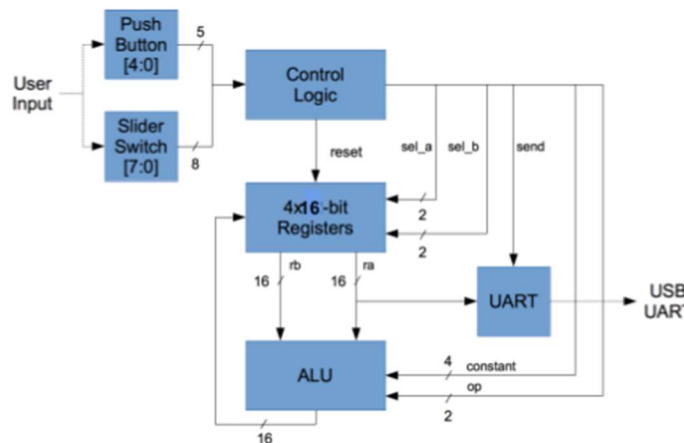 Push
Button
[4:0]
5
User
Input
Slider
Switch
[7:0]
8
Control
Logic
reset
sel_a
sel_b
send
4x16-bit
Registers
2
2
rb
ra
16
16
UART
USB
UART
ALU
4
constant
op
2
16